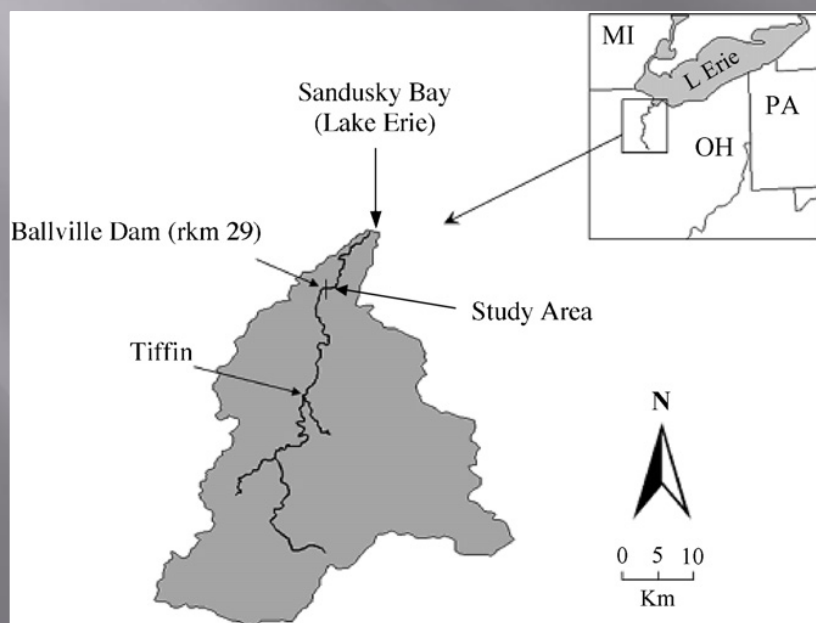 MI
L Erie
PA
OH
Sandusky Bay
(Lake Erie)
Ballville Dam (rkm 29)
Study Area
Tiffin
N
0 5 10
Km